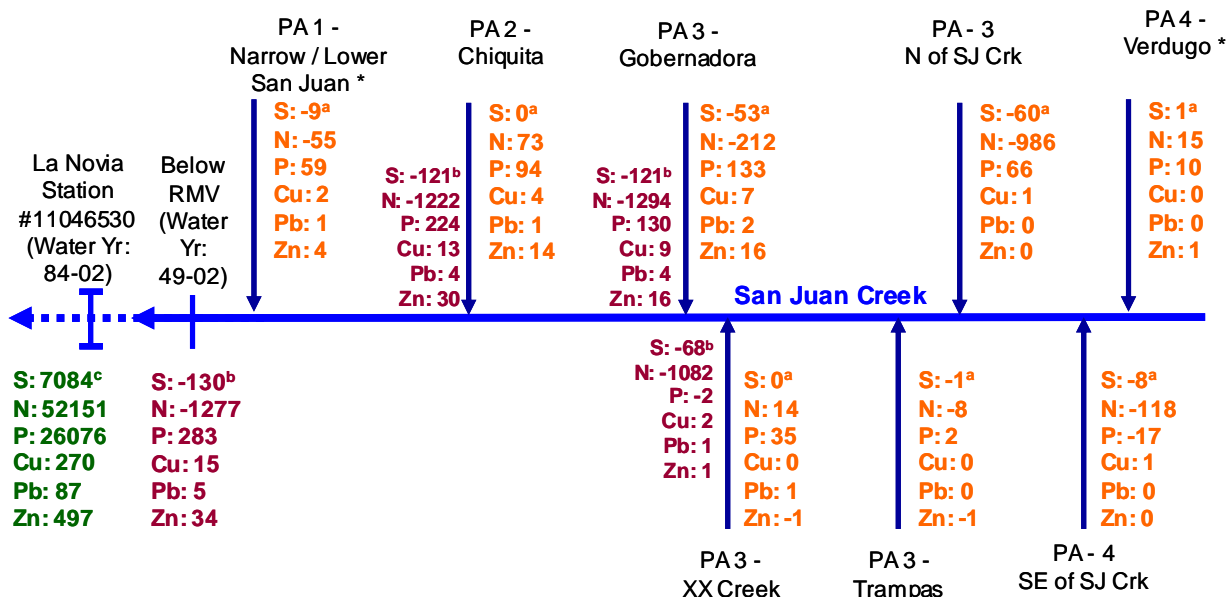 PA 1 -
Narrow / Lower
San Juan *
S: -9ᵃ
N: -55
P: 59
Cu: 2
Pb: 1
Zn: 4
PA 2 -
Chiquita
S: 0ᵃ
N: 73
P: 94
Cu: 4
Pb: 1
Zn: 14
PA 3 -
Gobernadora
S: -53ᵃ
N: -212
P: 133
Cu: 7
Pb: 2
Zn: 16
PA - 3
N of SJ Crk
S: -60ᵃ
N: -986
P: 66
Cu: 1
Pb: 0
Zn: 0
PA 4 -
Verdugo *
S: 1ᵃ
N: 15
P: 10
Cu: 0
Pb: 0
Zn: 1
La Novia
Station
#11046530
(Water Yr:
84-02)
Below
RMV
(Water
Yr:
49-02)
S: -121ᵇ
N: -1222
P: 224
Cu: 13
Pb: 4
Zn: 30
S: -121ᵇ
N: -1294
P: 130
Cu: 9
Pb: 4
Zn: 16
San Juan Creek
S: 7084ᶜ
N: 52151
P: 26076
Cu: 270
Pb: 87
Zn: 497
S: -130ᵇ
N: -1277
P: 283
Cu: 15
Pb: 5
Zn: 34
S: -68ᵇ
N: -1082
P: -2
Cu: 2
Pb: 1
Zn: 1
S: 0ᵃ
N: 14
P: 35
Cu: 0
Pb: 1
Zn: -1
PA 3 -
XX Creek
S: -1ᵃ
N: -8
P: 2
Cu: 0
Pb: 0
Zn: -1
PA 3 -
Trampas
S: -8ᵃ
N: -118
P: -17
Cu: 1
Pb: 0
Zn: 0
PA - 4
SE of SJ Crk